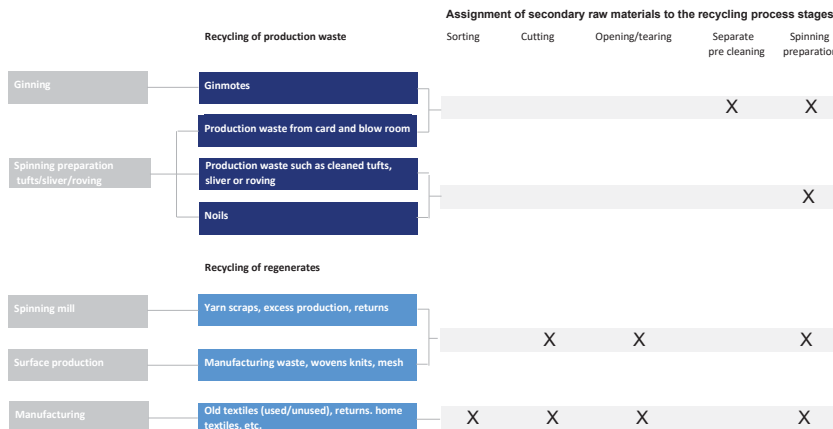 Assignment of secondary raw materials to the recycling process stages
Recycling of production waste
Sorting
Cutting
Opening/tearing
Separate
pre cleaning
Spinning
preparation
Ginning
Ginmotes
X X
Production waste from card and blow room
Spinning preparation
tufts/sliver/roving
Production waste such as cleaned tufts,
sliver or roving
X
Noils
Recycling of regenerates
Spinning mill
Yarn scraps, excess production, returns
X X X
Surface production
Manufacturing waste, wovens knits, mesh
Manufacturing
Old textiles (used/unused), returns. home
textiles, etc.
X X X X